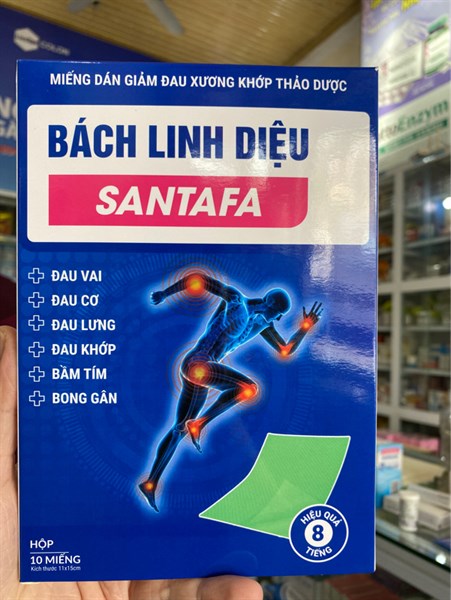 COLON
MIẾNG DÁN GIẢM ĐAU XƯƠNG KHỚP THẢO DƯỢC
BÁCH LINH DIỆU
SANTAFA
ĐAU VAI
ĐAU CƠ
ĐAU LƯNG
ĐAU KHỚP
BẦM TÍM
BONG GÂN
HIỆU QUẢ
8
TIẾNG
HỘP
10 MIẾNG
Kích thước 11x15cm